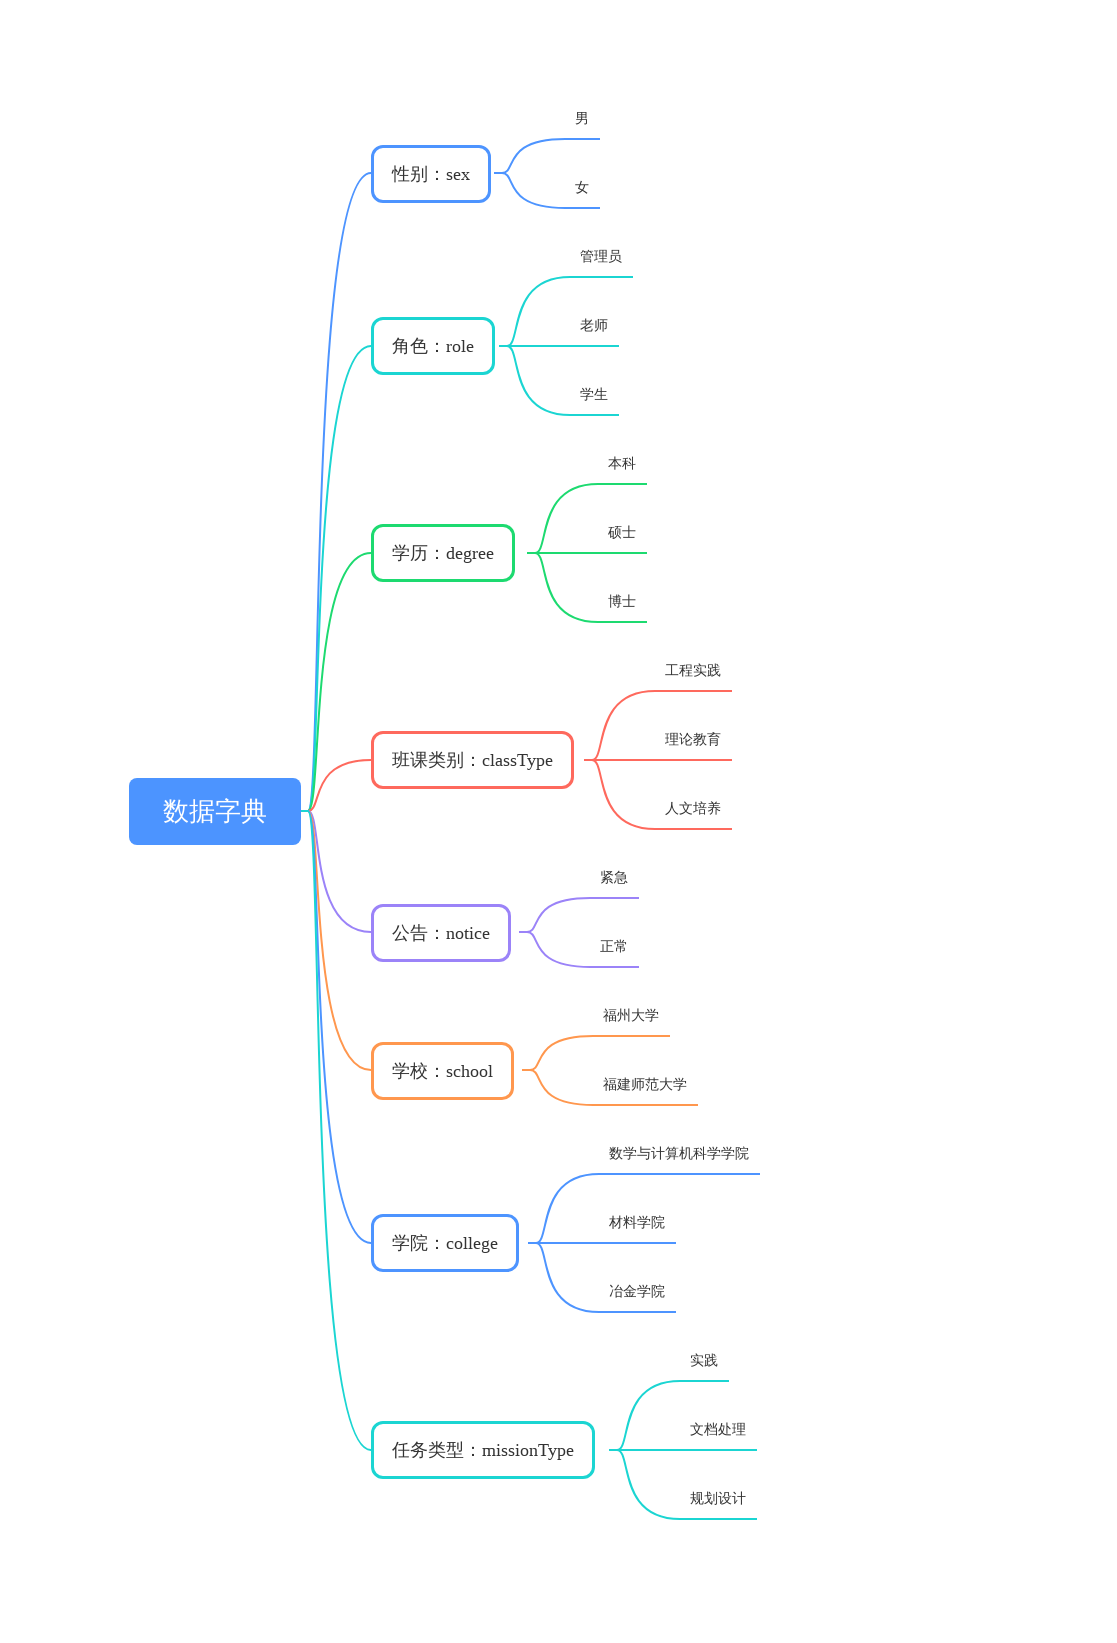 数据字典
性别：sex
男
女
角色：role
管理员
老师
学生
学历：degree
本科
硕士
博士
班课类别：classType
工程实践
理论教育
人文培养
公告：notice
紧急
正常
学校：school
福州大学
福建师范大学
学院：college
数学与计算机科学学院
材料学院
冶金学院
任务类型：missionType
实践
文档处理
规划设计